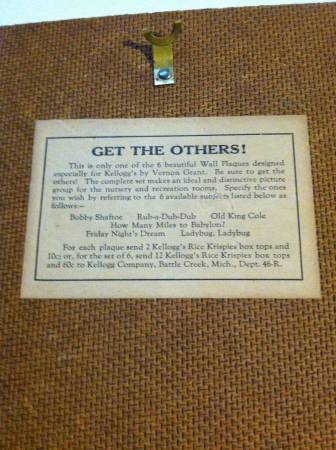 GET THE OTHERS!
This is only one of the 6 beautiful Wall Plaques designed
especially for Kellogg's by Vernon Grant. Be sure to get the
others! The complete set makes an ideal and distinctive picture
group for the nursery and recreation rooms. Specify the ones
you wish by referring to the 6 available subjects listed below as
follows:-
Bobby Shaftoe Rub-a-Dub-Dub Old King Cole
How Many Miles to Babylon?
Friday Night's Dream Ladybug, Ladybug
For each plaque send 2 Kellogg's Rice Krispies box tops and
10c; or, for the set of 6, send 12 Kellogg's Rice Krispies box tops
and 60c to Kellogg Company, Battle Creek, Mich., Dept. 46-R.